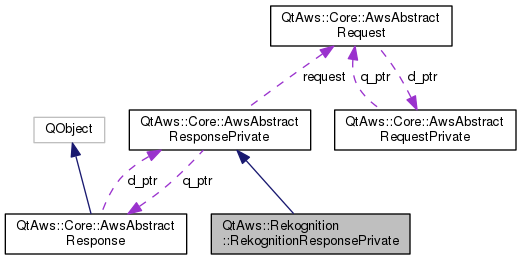 QtAws::Core::AwsAbstract
Request
request
q_ptr
d_ptr
QObject
QtAws::Core::AwsAbstract
ResponsePrivate
QtAws::Core::AwsAbstract
RequestPrivate
d_ptr
q_ptr
QtAws::Core::AwsAbstract
Response
QtAws::Rekognition
::RekognitionResponsePrivate